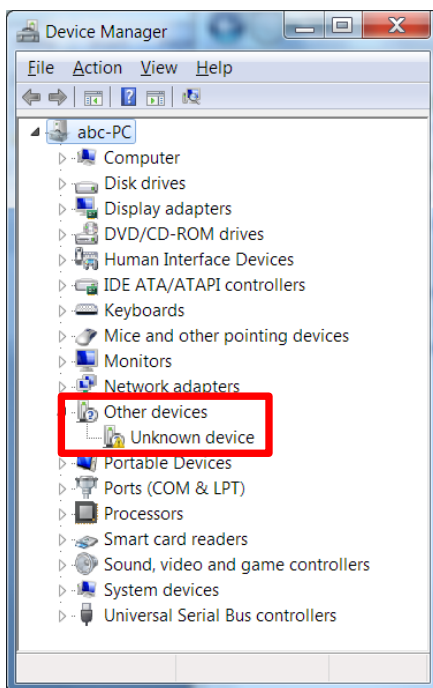 Device Manager
File Action View Help
abc-PC
Computer
Disk drives
Display adapters
DVD/CD-ROM drives
Human Interface Devices
IDE ATA/ATAPI controllers
Keyboards
Mice and other pointing devices
Monitors
Network adapters
Other devices
Unknown device
Portable Devices
Ports (COM & LPT)
Processors
Smart card readers
Sound, video and game controllers
System devices
Universal Serial Bus controllers